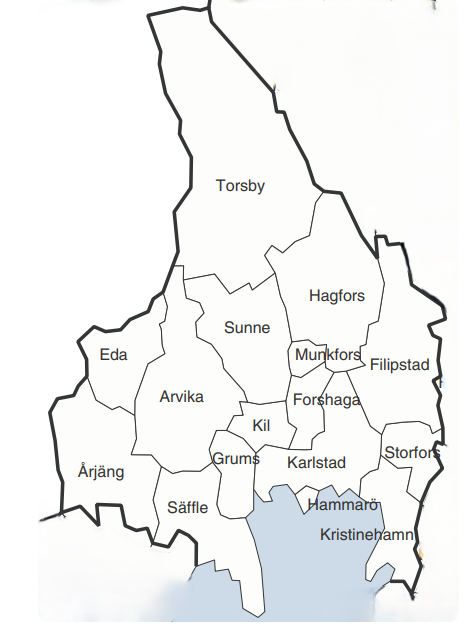 Torsby
Hagfors
Sunne
Eda
Munkfors
Filipstad
Arvika
Forshaga
Kil
Storfors
Grums
Karlstad
Årjäng
Säffle
Hammarö
Kristinehamn